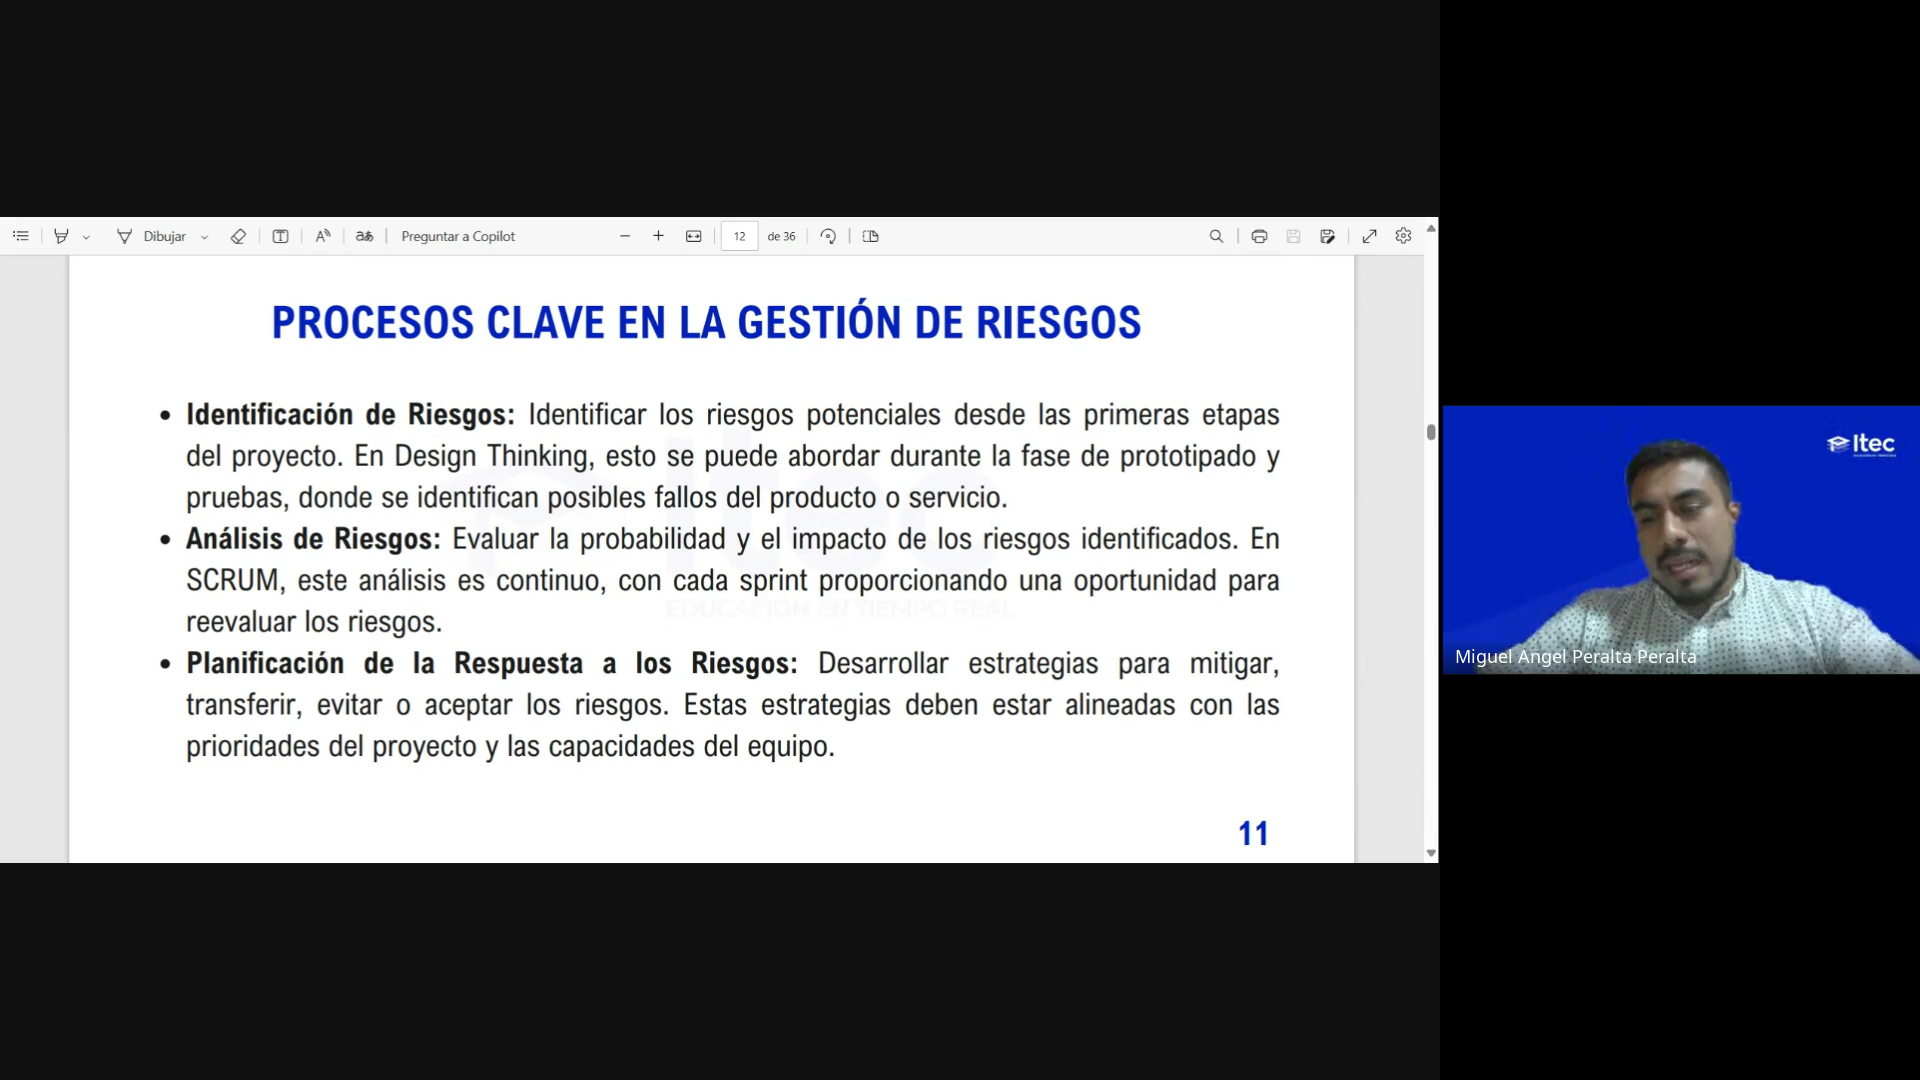 Dibujar
Preguntar a Copilot
12 de 36
PROCESOS CLAVE EN LA GESTIÓN DE RIESGOS
• Identificación de Riesgos: Identificar los riesgos potenciales desde las primeras etapas
del proyecto. En Design Thinking, esto se puede abordar durante la fase de prototipado y
pruebas, donde se identifican posibles fallos del producto o servicio.
• Análisis de Riesgos: Evaluar la probabilidad y el impacto de los riesgos identificados. En
SCRUM, este análisis es continuo, con cada sprint proporcionando una oportunidad para
reevaluar los riesgos.
• Planificación de la Respuesta a los Riesgos: Desarrollar estrategias para mitigar,
transferir, evitar o aceptar los riesgos. Estas estrategias deben estar alineadas con las
prioridades del proyecto y las capacidades del equipo.
Itec
EDUCACIÓN EN TIEMPO REAL
11
Itec
Miguel Angel Peralta Peralta